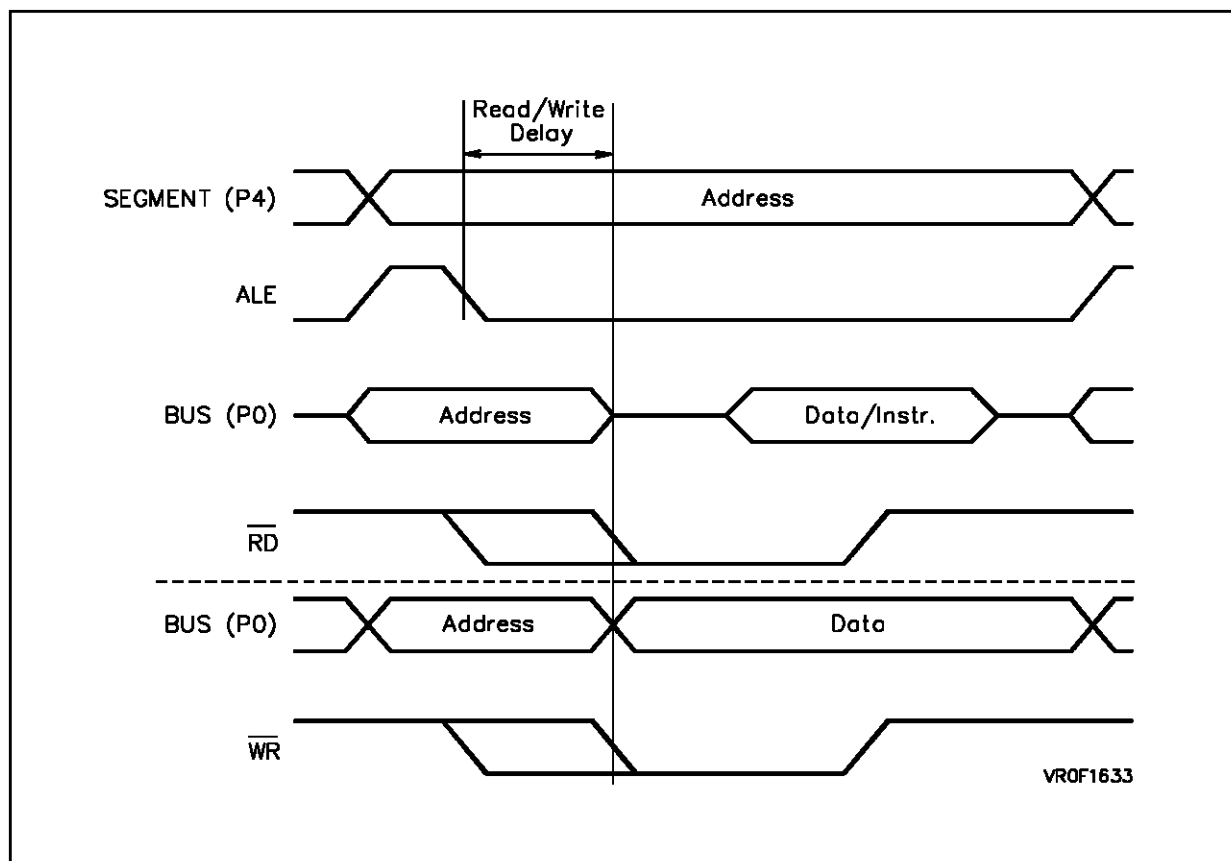 Read/Write
Delay
SEGMENT (P4)
Address
ALE
BUS (P0)
Address
Data/Instr.
RD
BUS (P0)
Address
Data
WR
VR0F1633